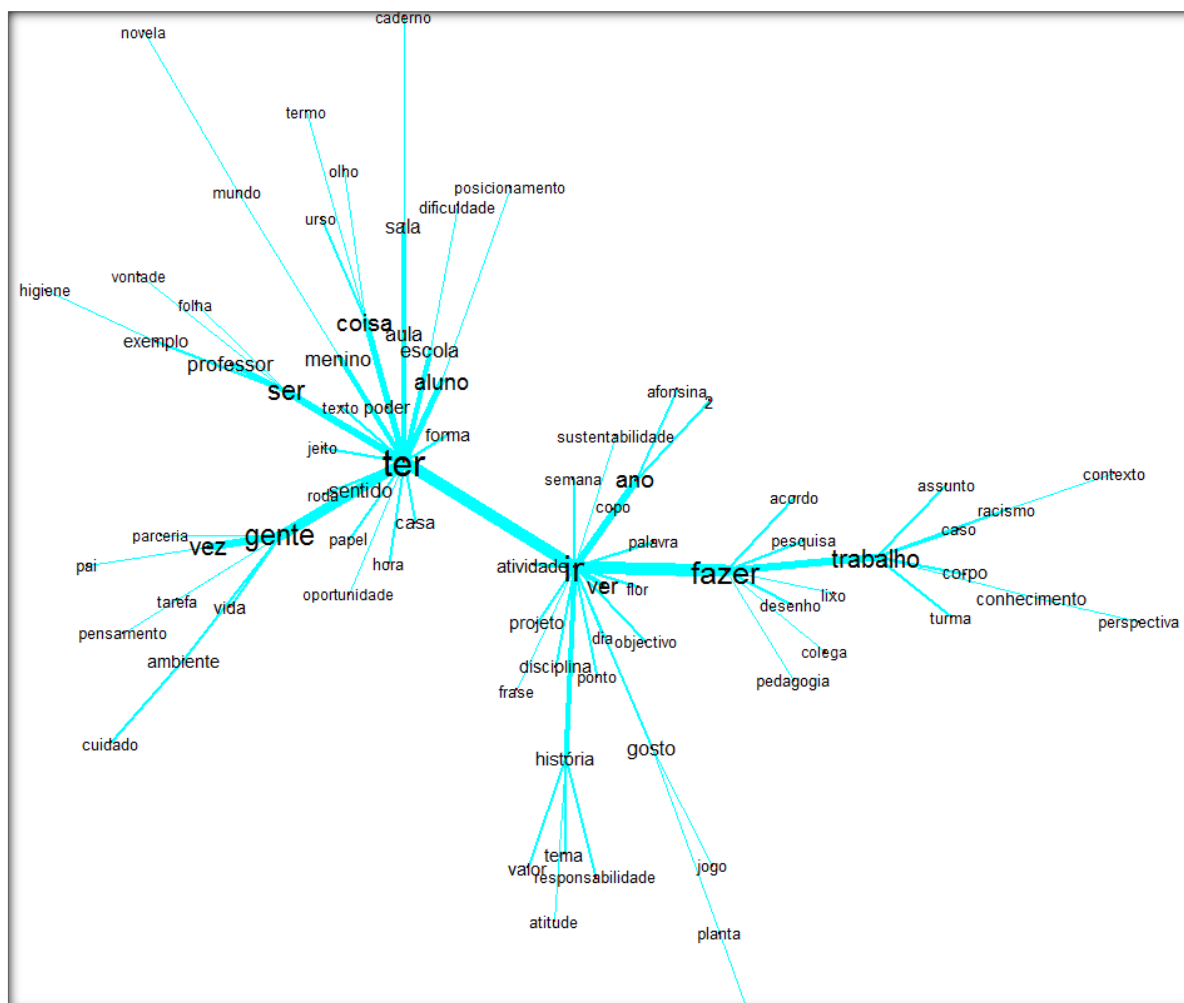 caderno
novela
termo
olho
posicionamento
mundo
dificuldade
urso
sala
vontade
higiene
folha
coisa
aula
exemplo
escola
menino
professor
aluno
ser
afonsina
2
texto
poder
forma
sustentabilidade
jeito
ter
contexto
semana
ano
assunto
roda
sentido
acordo
racismo
copo
casa
caso
parceria
gente
papel
palavra
pesquisa
vez
trabalho
pai
hora
atividade
ir
fazer
corpo
ver
flor
oportunidade
lixo
conhecimento
tarefa
vida
desenho
turma
perspectiva
pensamento
projeto
dia
objectivo
colega
ambiente
disciplina
ponto
pedagogia
frase
cuidado
história
gosto
tema
valor
responsabilidade
jogo
atitude
planta